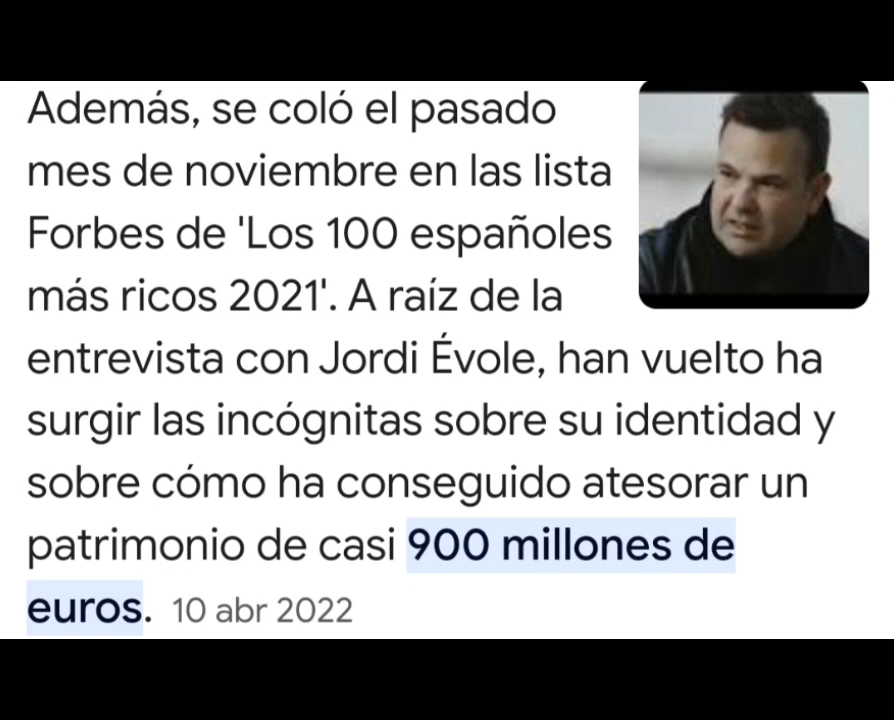 Además, se coló el pasado
mes de noviembre en las lista
Forbes de 'Los 100 españoles
más ricos 2021'. A raíz de la
entrevista con Jordi Évole, han vuelto ha
surgir las incógnitas sobre su identidad y
sobre cómo ha conseguido atesorar un
patrimonio de casi 900 millones de
euros. 10 abr 2022